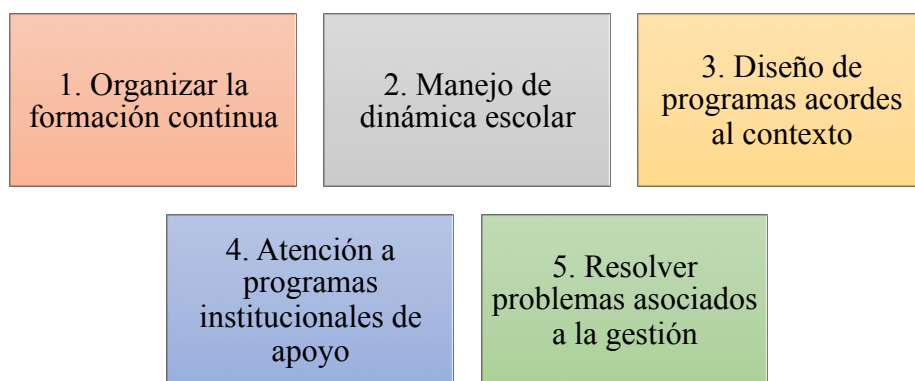 1. Organizar la
formación continua
2. Manejo de
dinámica escolar
3. Diseño de
programas acordes
al contexto
4. Atención a
programas
institucionales de
apoyo
5. Resolver
problemas asociados
a la gestión